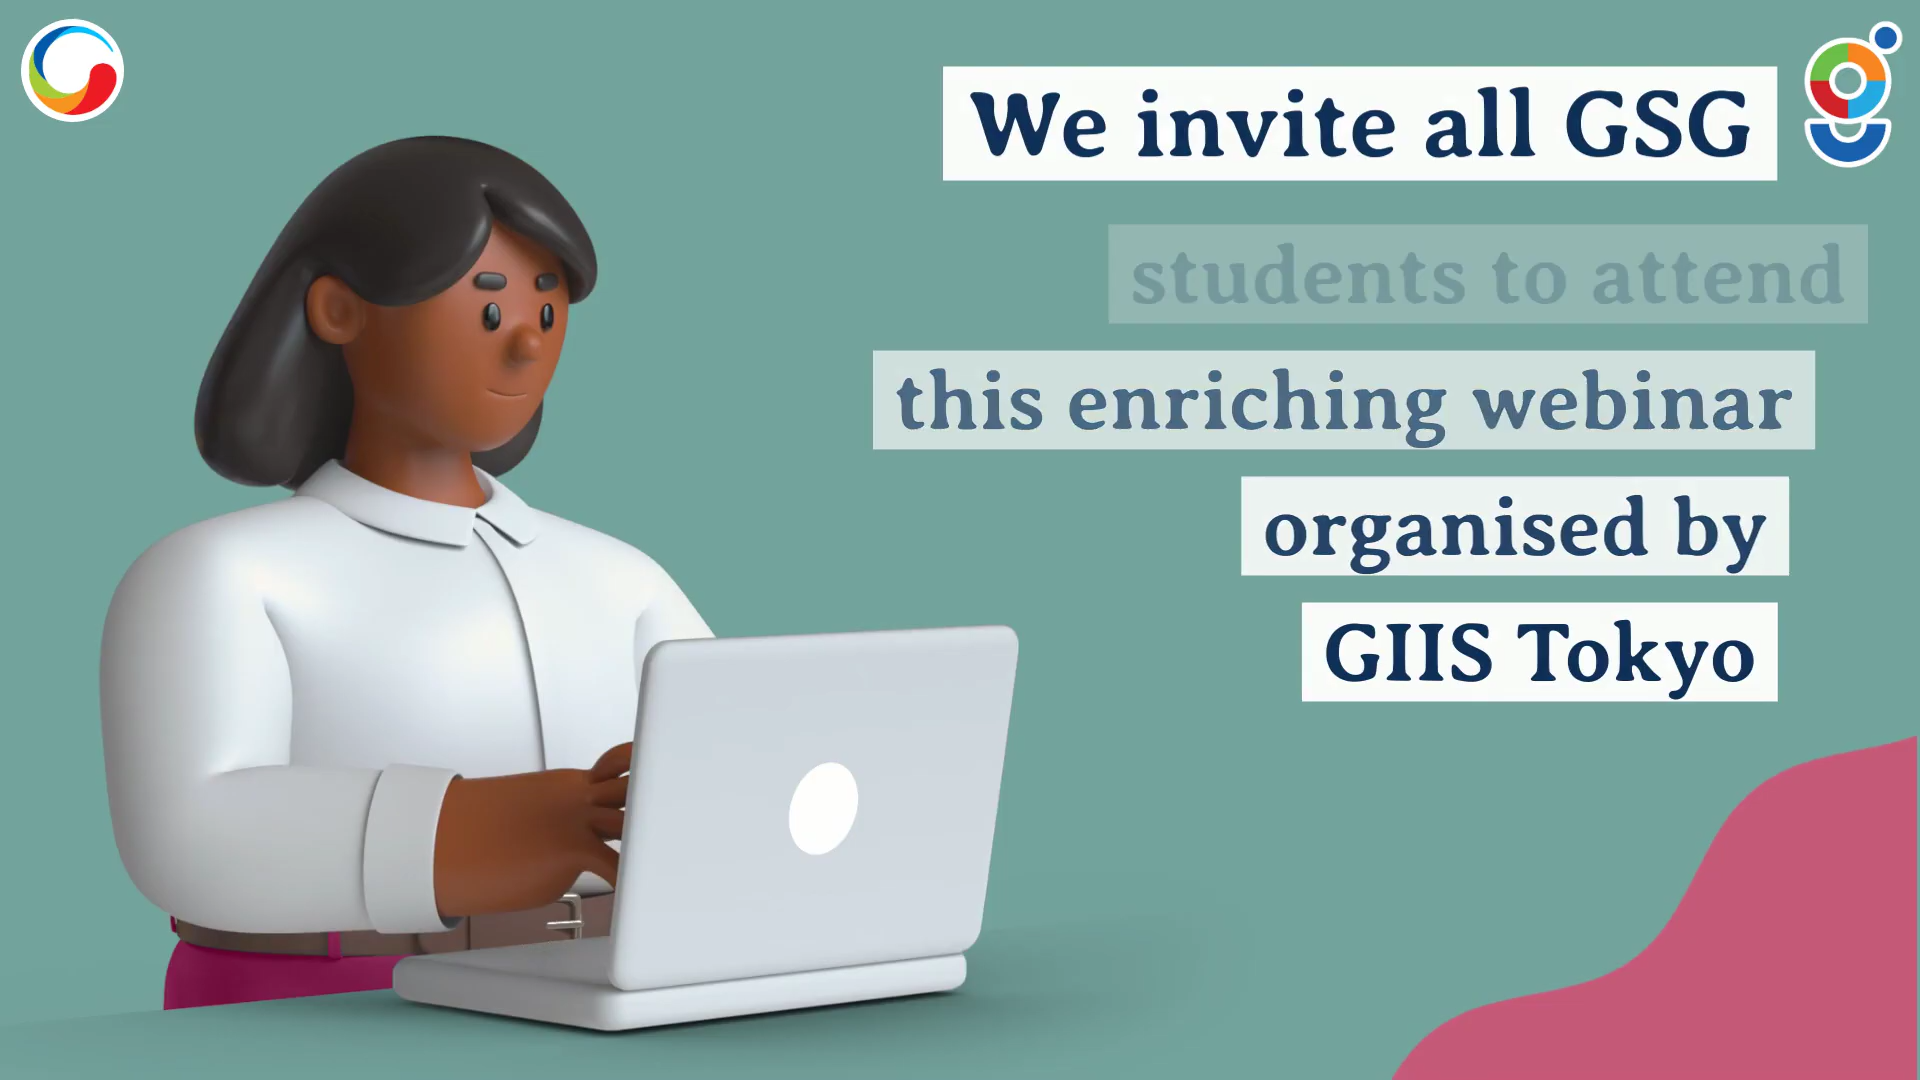 We invite all GSG
students to attend
this enriching webinar
organised by
GIIS Tokyo